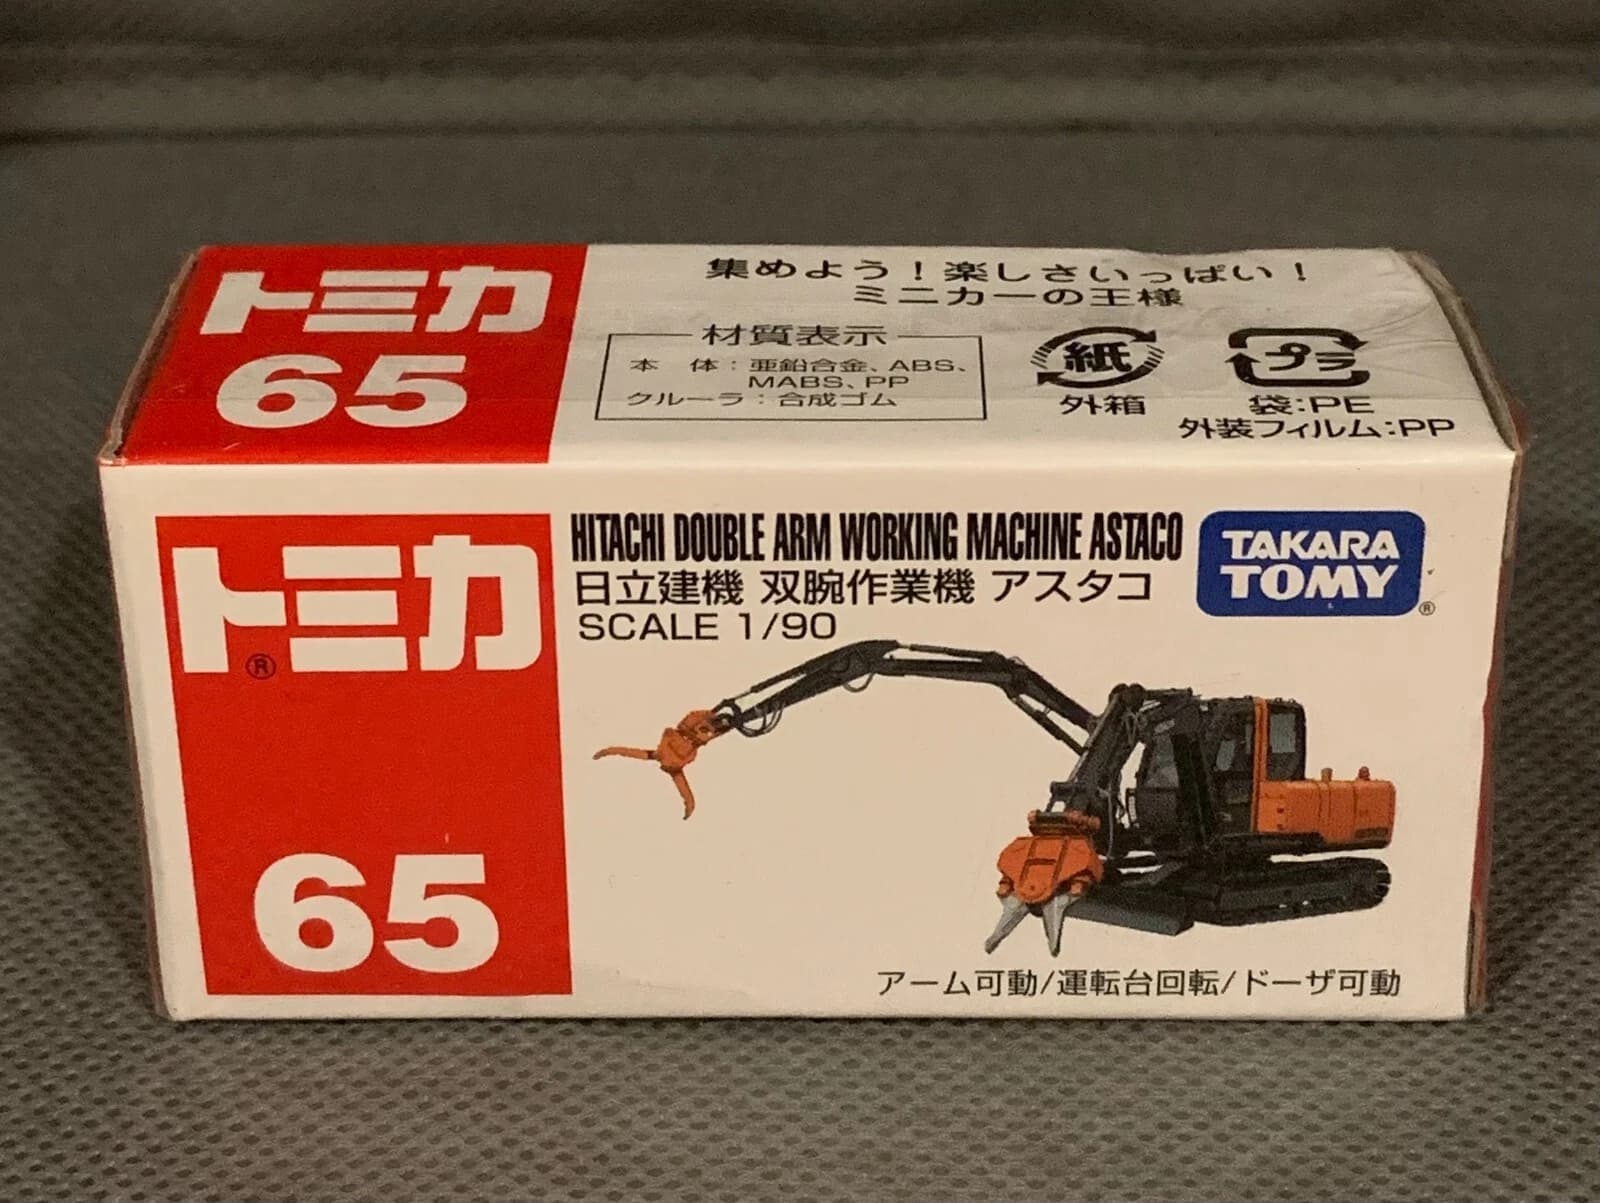 トミカ
65
集めよう！楽しさいっぱい！
ミニカーの王様
材質表示
本　体：亜鉛合金、ABS、
MABS、PP
クルーラ：合成ゴム
紙
外箱
プラ
袋：PE
外装フィルム：PP
トミカ
®
65
HITACHI DOUBLE ARM WORKING MACHINE ASTACO
日立建機 双腕作業機 アスタコ
SCALE 1/90
TAKARA
TOMY
®
アーム可動/運転台回転/ドーザ可動